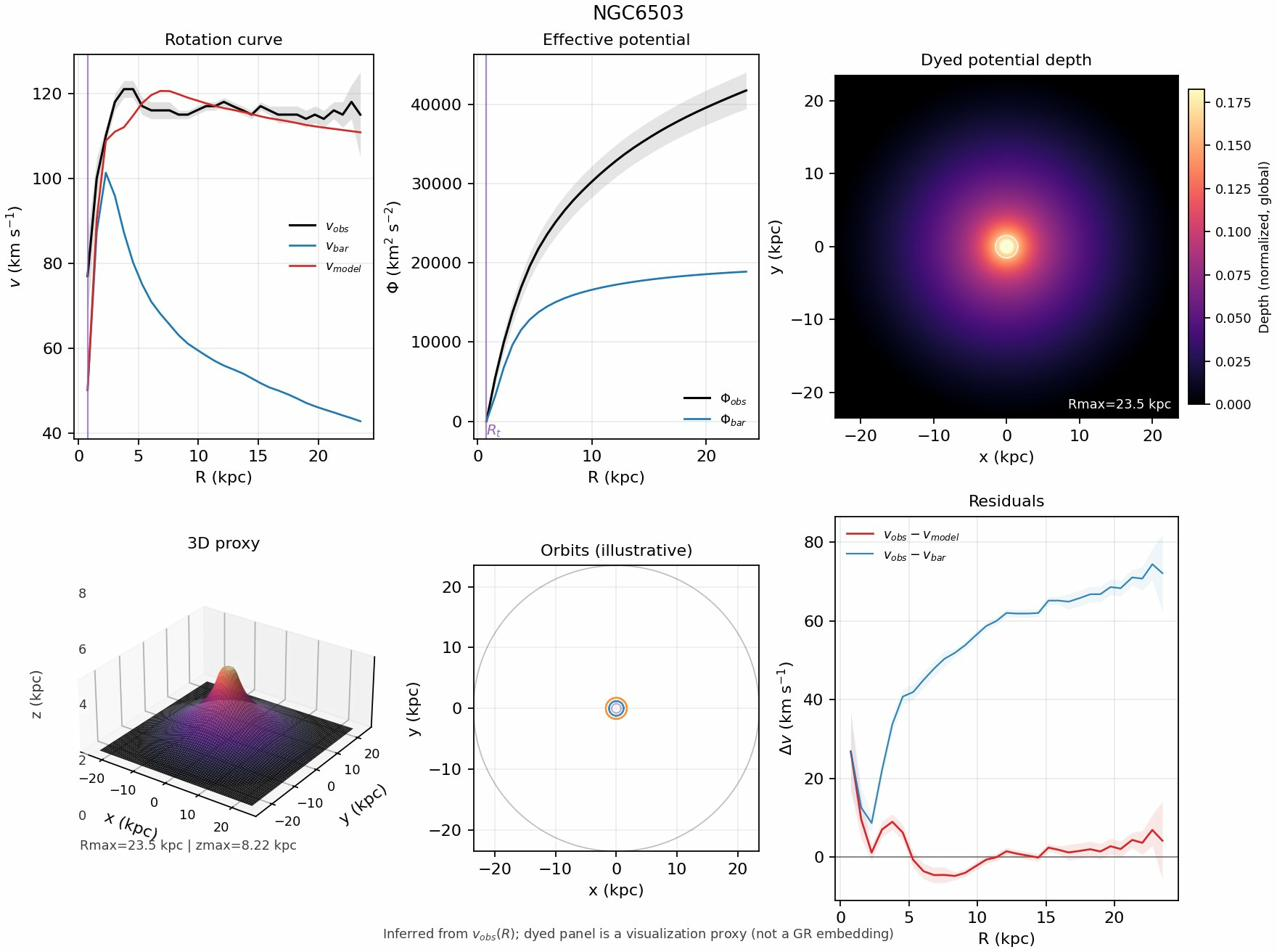 NGC6503
Rotation curve
120
100
80
60
40
v (km s⁻¹)
v_obs
v_bar
v_model
0 5 10 15 20
R (kpc)
Effective potential
40000
30000
20000
10000
0
Φ (km² s⁻²)
R_t
Φ_obs
Φ_bar
0 10 20
R (kpc)
Dyed potential depth
20
10
0
−10
−20
y (kpc)
Rmax=23.5 kpc
−20 −10 0 10 20
x (kpc)
0.175
0.150
0.125
0.100
0.075
0.050
0.025
0.000
Depth (normalized, global)
3D proxy
8
6
4
2
0
z (kpc)
−20 −10 0 10 20
x (kpc)
−20 −10 0 10 20
y (kpc)
Rmax=23.5 kpc | zmax=8.22 kpc
Orbits (illustrative)
20
10
0
−10
−20
y (kpc)
−20 −10 0 10 20
x (kpc)
Residuals
80
60
40
20
0
Δv (km s⁻¹)
v_obs − v_model
v_obs − v_bar
0 5 10 15 20
R (kpc)
Inferred from v_obs(R); dyed panel is a visualization proxy (not a GR embedding)